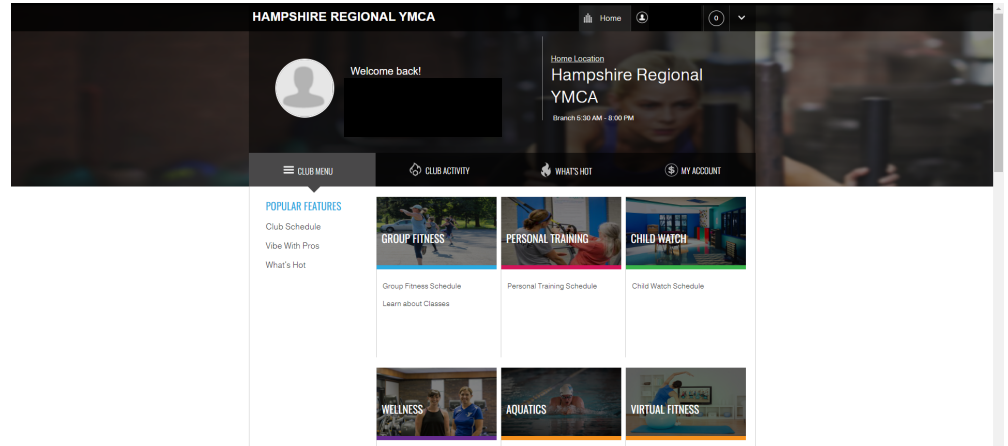 HAMPSHIRE REGIONAL YMCA
Home
0
Welcome back!
Home Location
Hampshire Regional
YMCA
Branch 5:30 AM - 8:00 PM
CLUB MENU
CLUB ACTIVITY
WHAT'S HOT
$ MY ACCOUNT
POPULAR FEATURES
Club Schedule
Vibe With Pros
What's Hot
GROUP FITNESS
Group Fitness Schedule
Learn about Classes
PERSONAL TRAINING
Personal Training Schedule
CHILD WATCH
Child Watch Schedule
WELLNESS
AQUATICS
VIRTUAL FITNESS